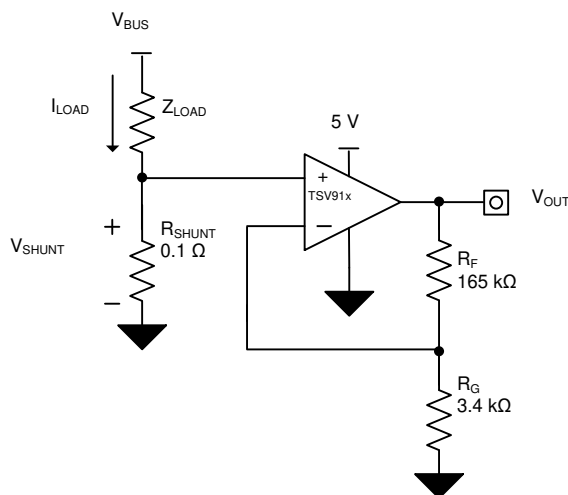 VBUS
ILOAD
ZLOAD
5 V
+
TSV91x
−
VOUT
+
VSHUNT
−
RSHUNT
0.1 Ω
RF
165 kΩ
RG
3.4 kΩ